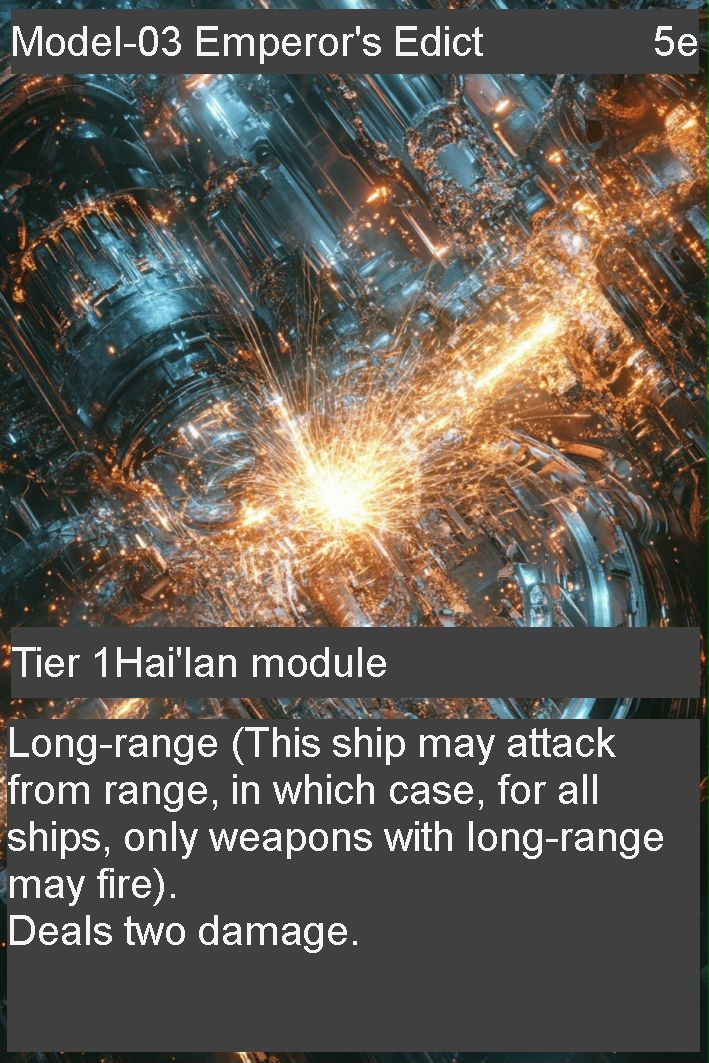 Model-03 Emperor's Edict 5e
Tier 1Hai'lan module
Long-range (This ship may attack
from range, in which case, for all
ships, only weapons with long-range
may fire).
Deals two damage.